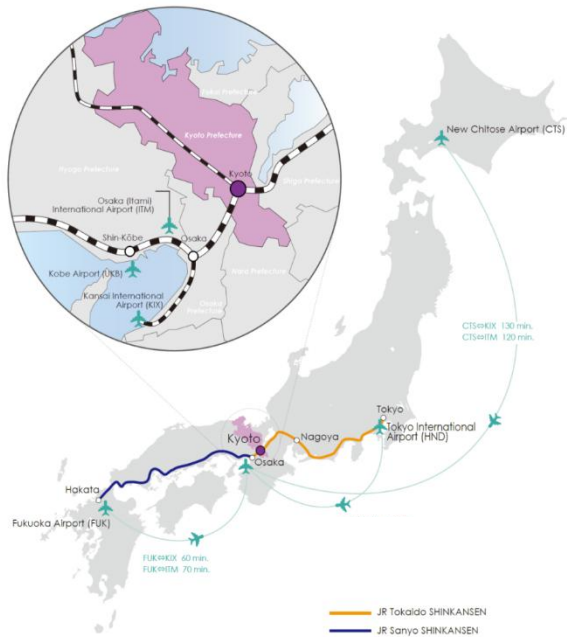 Fukui Prefecture
Kyoto Prefecture
Hyogo Prefecture
Kyoto
Shiga Prefecture
Osaka (Itami)
International Airport (ITM)
Shin-Kōbe
Osaka
Kobe Airport (UKB)
Nara Prefecture
Kansai International
Airport (KIX)
Osaka
Prefecture
New Chitose Airport (CTS)
CTS⇔KIX 130 min.
CTS⇔ITM 120 min.
Tokyo
Tokyo International
Airport (HND)
Nagoya
Kyoto
Osaka
Hakata
Fukuoka Airport (FUK)
FUK⇔KIX 60 min.
FUK⇔ITM 70 min.
JR Tokaido SHINKANSEN
JR Sanyo SHINKANSEN